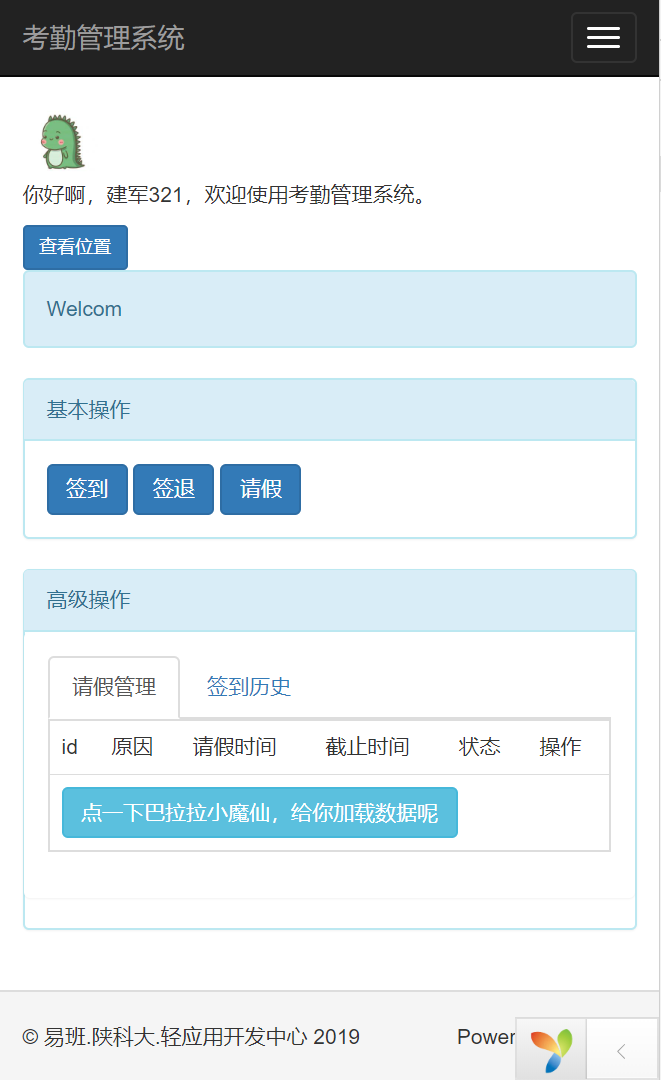 考勤管理系统
你好啊，建军321，欢迎使用考勤管理系统。
查看位置
Welcom
基本操作
签到 签退 请假
高级操作
请假管理 签到历史
id 原因 请假时间 截止时间 状态 操作
点一下巴拉拉小魔仙，给你加载数据呢
© 易班.陕科大.轻应用开发中心 2019 Power